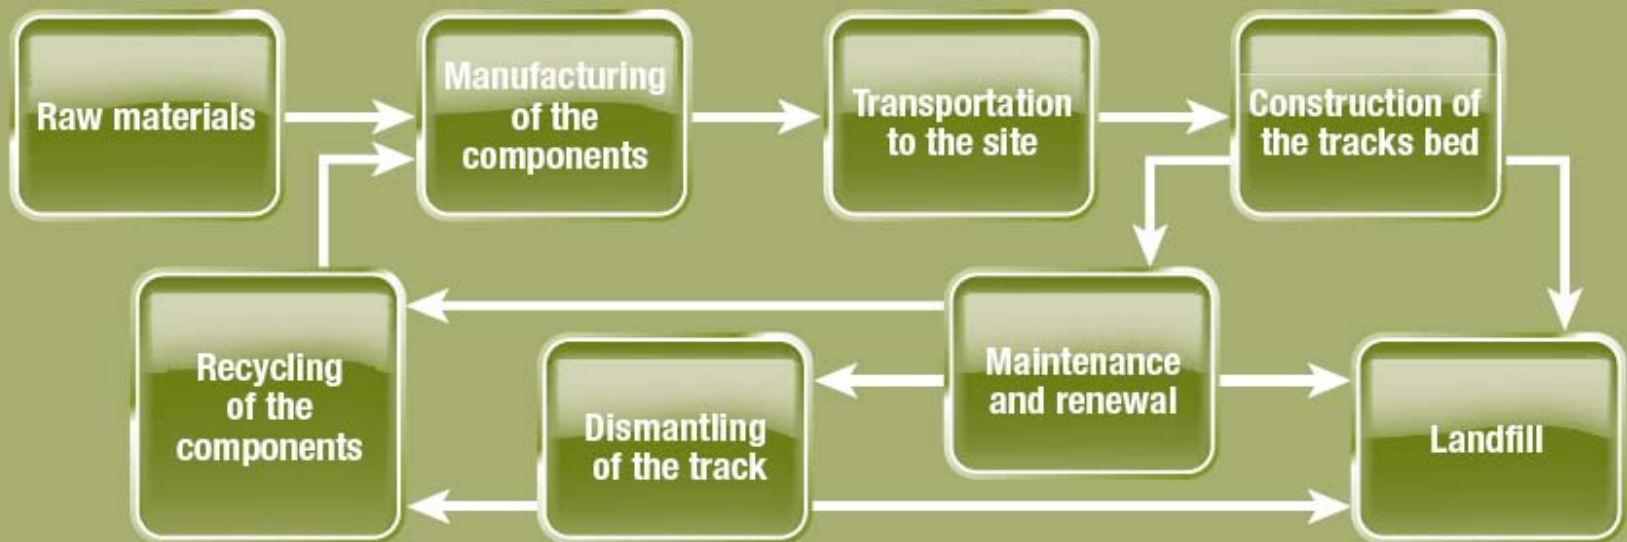 Raw materials
Manufacturing
of the
components
Transportation
to the site
Construction of
the tracks bed
Recycling
of the
components
Dismantling
of the track
Maintenance
and renewal
Landfill